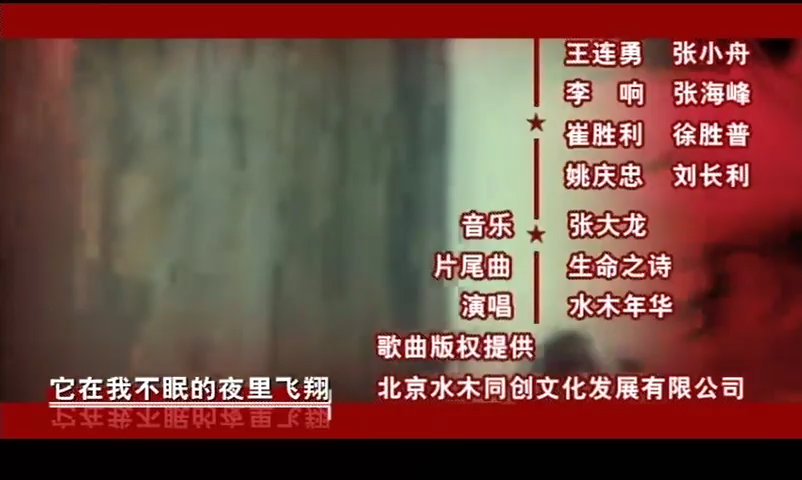 王连勇 张小舟
李 响 张海峰
崔胜利 徐胜普
姚庆忠 刘长利
音乐 张大龙
片尾曲 生命之诗
演唱 水木年华
歌曲版权提供
北京水木同创文化发展有限公司
它在我不眠的夜里飞翔